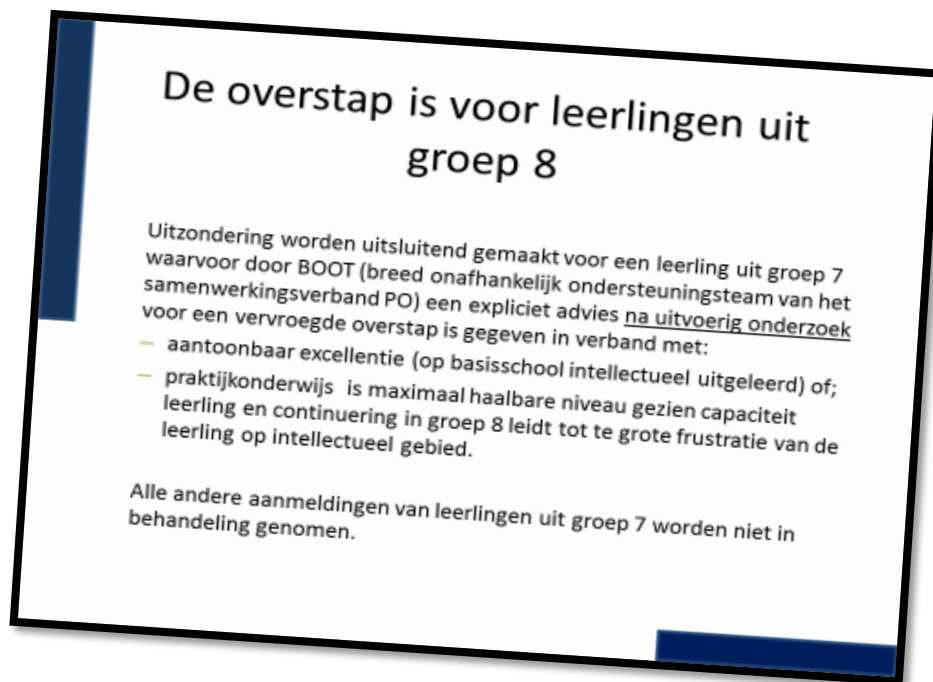 De overstap is voor leerlingen uit
groep 8
Uitzondering worden uitsluitend gemaakt voor een leerling uit groep 7
waarvoor door BOOT (breed onafhankelijk ondersteuningsteam van het
samenwerkingsverband PO) een expliciet advies na uitvoerig onderzoek
voor een vervroegde overstap is gegeven in verband met:
– aantoonbaar excellentie (op basisschool intellectueel uitgeleerd) of;
– praktijkonderwijs is maximaal haalbare niveau gezien capaciteit
leerling en continuering in groep 8 leidt tot te grote frustratie van de
leerling op intellectueel gebied.
Alle andere aanmeldingen van leerlingen uit groep 7 worden niet in
behandeling genomen.